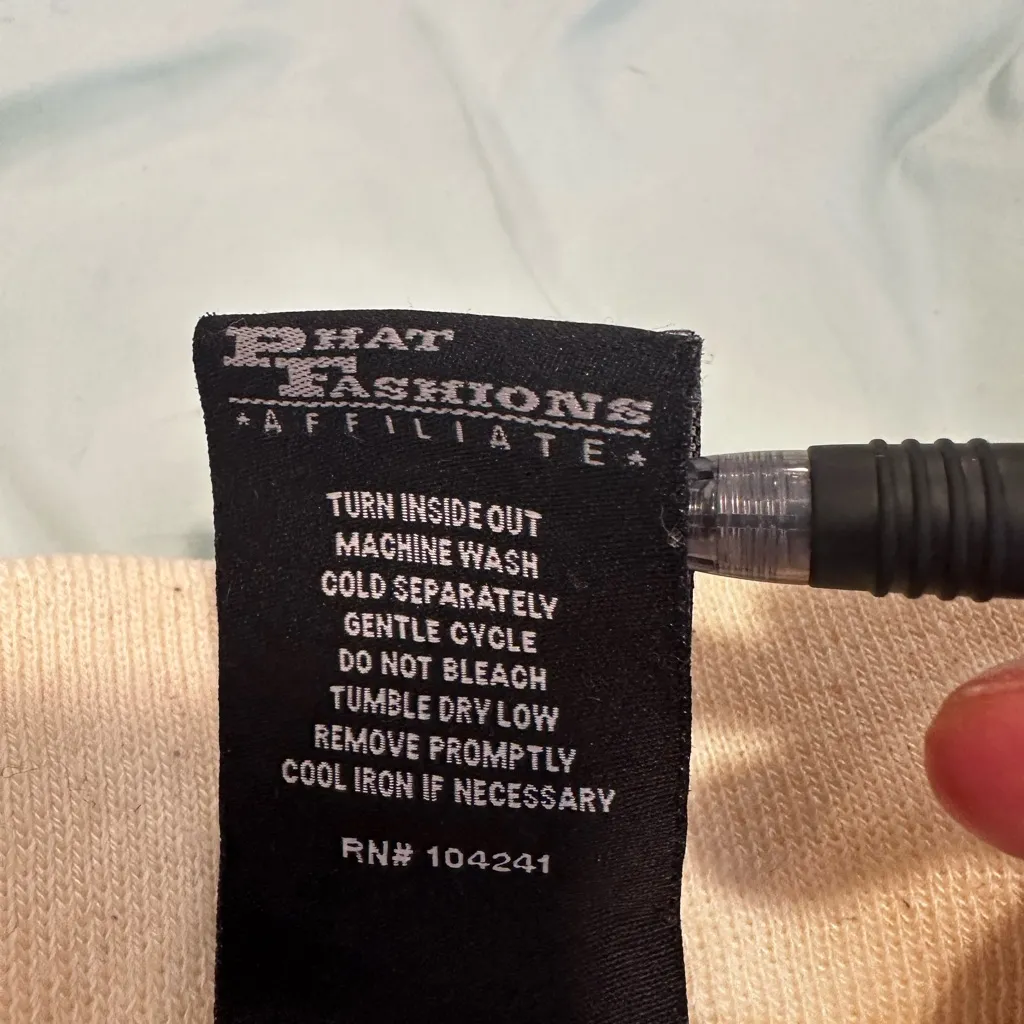 PHAT
FASHIONS
*AFFILIATE*
TURN INSIDE OUT
MACHINE WASH
COLD SEPARATELY
GENTLE CYCLE
DO NOT BLEACH
TUMBLE DRY LOW
REMOVE PROMPTLY
COOL IRON IF NECESSARY
RN# 104241